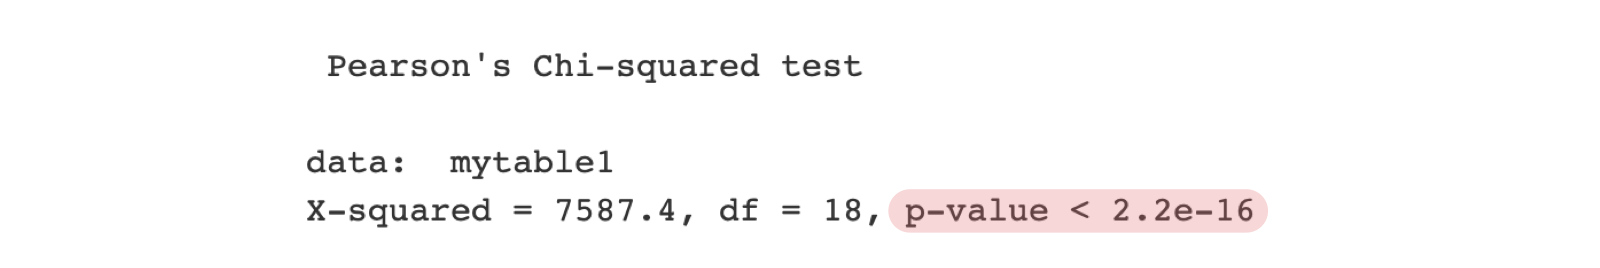 Pearson's Chi-squared test
data:  mytable1
X-squared = 7587.4, df = 18, p-value < 2.2e-16